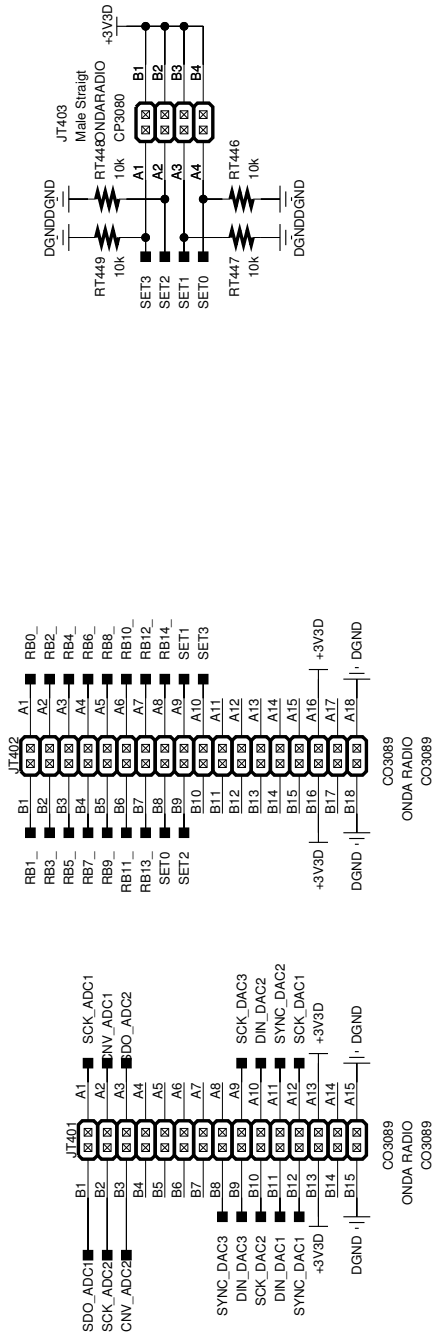 +3V3D
JT403
Male Straigt
ONDARADIO
CP3080
RT448
10k
RT449
10k
DGND
DGND
SET3
A1
B1
SET2
A2
B2
SET1
A3
B3
SET0
A4
B4
RT446
10k
RT447
10k
DGND
DGND
JT402
RB1_
B1
A1
RB0_
RB3_
B2
A2
RB2_
RB5_
B3
A3
RB4_
RB7_
B4
A4
RB6_
RB9_
B5
A5
RB8_
RB11_
B6
A6
RB10_
RB13_
B7
A7
RB12_
SET0
B8
A8
RB14_
SET2
B9
A9
SET1
B10
A10
SET3
B11
A11
B12
A12
B13
A13
B14
A14
B15
A15
+3V3D
B16
A16
+3V3D
B17
A17
DGND
B18
A18
DGND
CO3089
ONDA RADIO
CO3089
JT401
SDO_ADC1
B1
A1
SCK_ADC1
SCK_ADC2
B2
A2
CNV_ADC1
CNV_ADC2
B3
A3
SDO_ADC2
B4
A4
B5
A5
B6
A6
B7
A7
SYNC_DAC3
B8
A8
DIN_DAC3
B9
A9
SCK_DAC3
SCK_DAC2
B10
A10
DIN_DAC2
DIN_DAC1
B11
A11
SYNC_DAC2
SYNC_DAC1
B12
A12
SCK_DAC1
+3V3D
B13
A13
+3V3D
B14
A14
DGND
B15
A15
DGND
CO3089
ONDA RADIO
CO3089